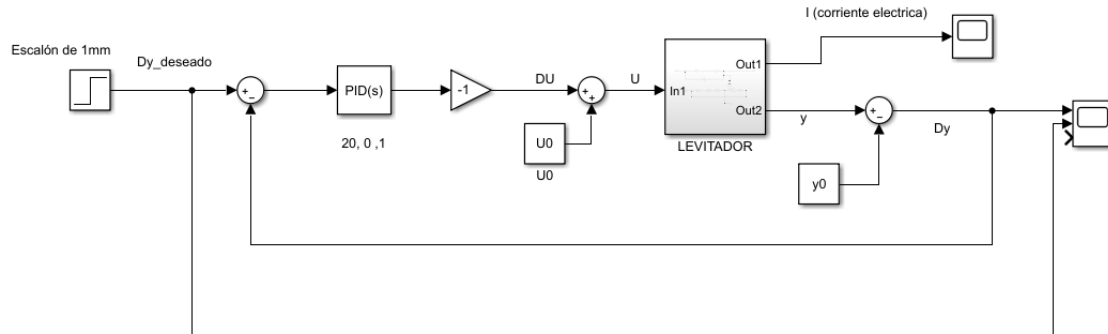 I (corriente electrica)
Escalón de 1mm
Dy_deseado
PID(s)
-1
DU
U
In1
Out1
Out2
y
Dy
20, 0 ,1
U0
U0
LEVITADOR
y0